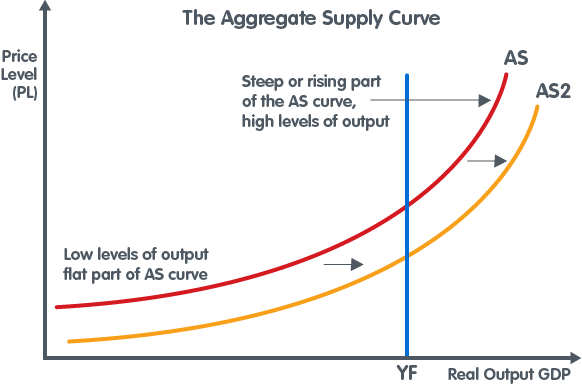 The Aggregate Supply Curve
Price
Level
(PL)
AS
Steep or rising part
of the AS curve,
high levels of output
AS2
Low levels of output
flat part of AS curve
YF
Real Output GDP